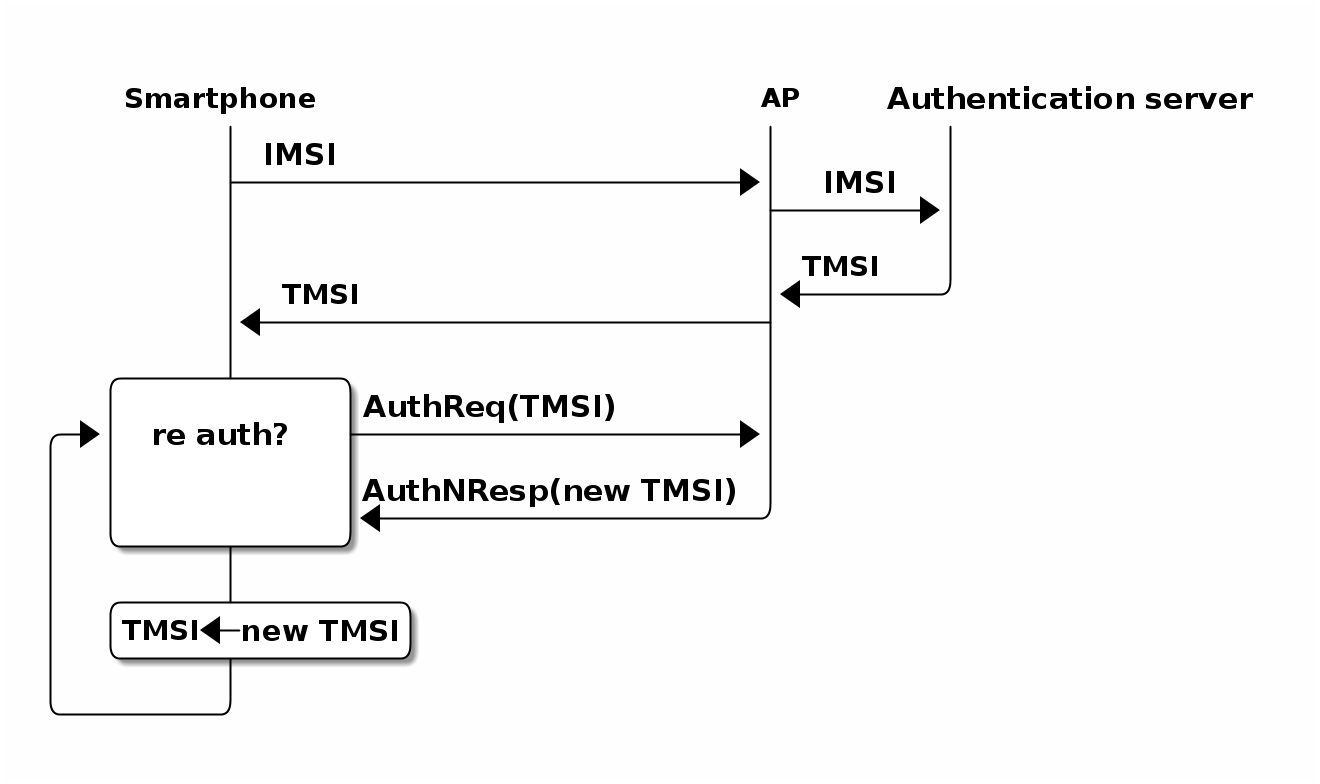 Smartphone AP Authentication server
IMSI
IMSI
TMSI
TMSI
AuthReq(TMSI)
re auth?
AuthNResp(new TMSI)
TMSI new TMSI